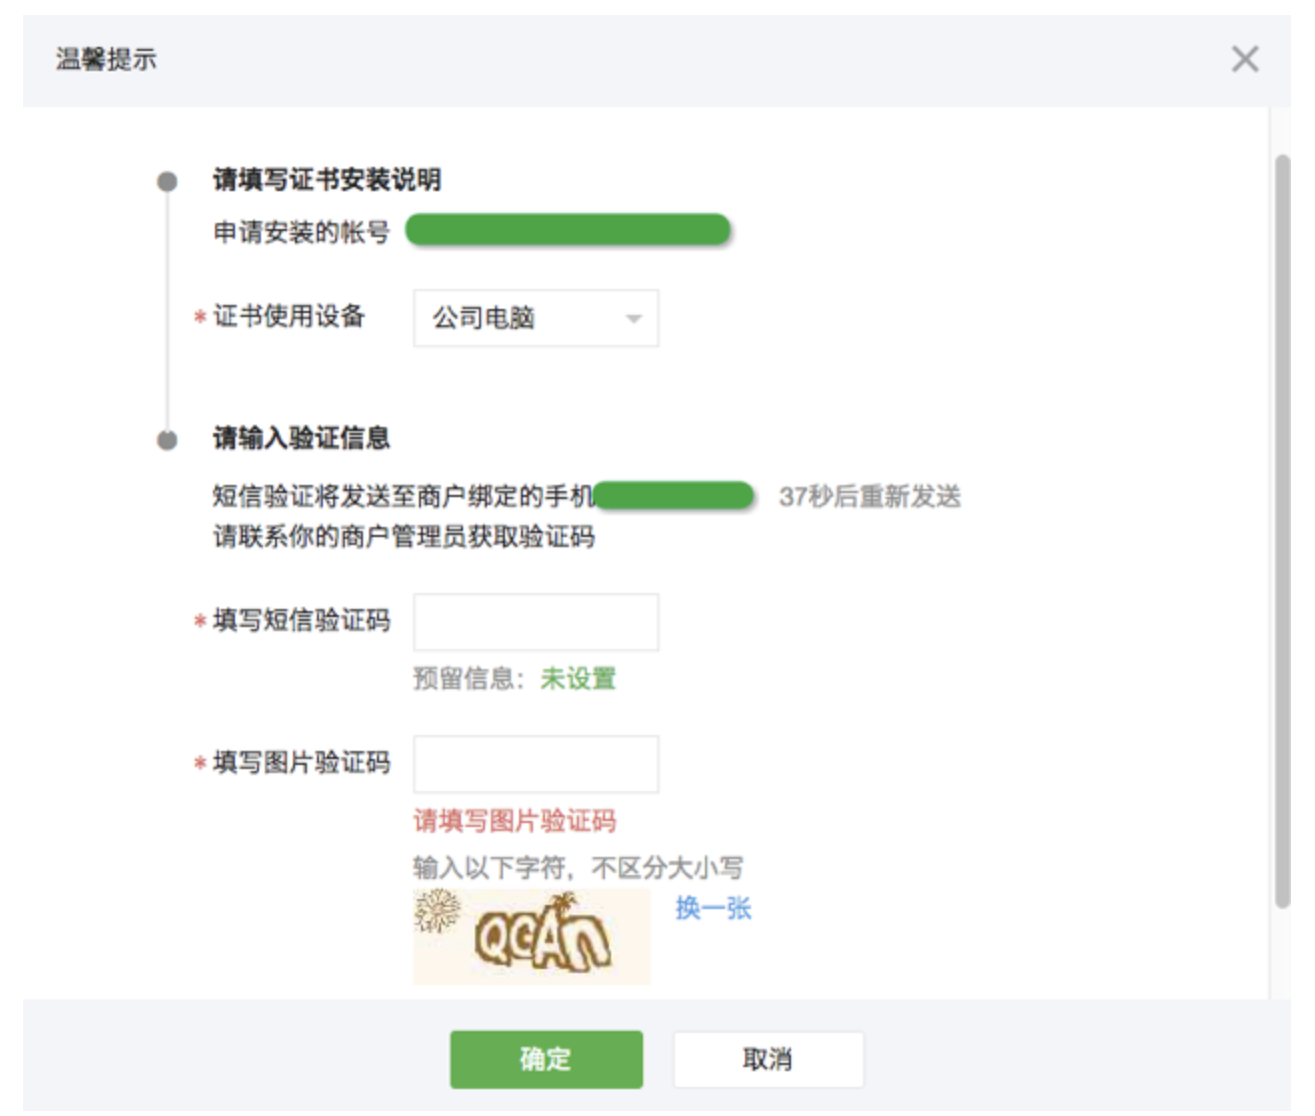 温馨提示
请填写证书安装说明
申请安装的帐号
* 证书使用设备 公司电脑
请输入验证信息
短信验证将发送至商户绑定的手机 37秒后重新发送
请联系你的商户管理员获取验证码
* 填写短信验证码
预留信息：未设置
* 填写图片验证码
请填写图片验证码
输入以下字符，不区分大小写
QCAn 换一张
确定 取消